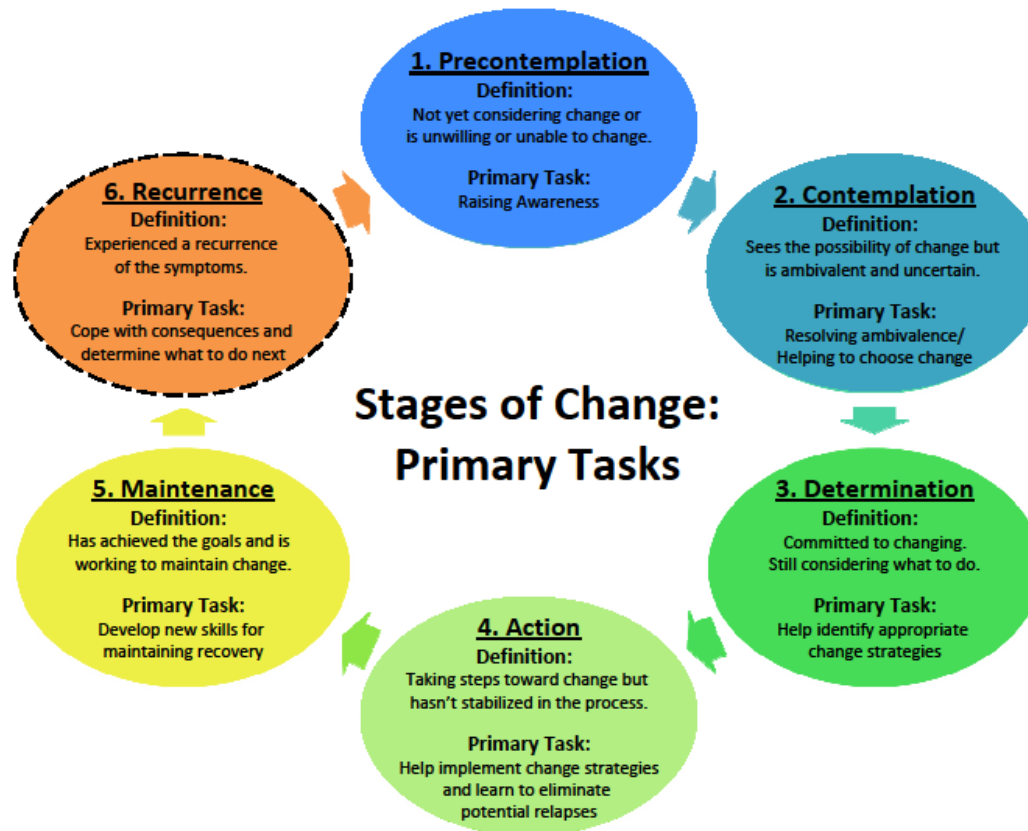 1. Precontemplation
Definition:
Not yet considering change or
is unwilling or unable to change.
Primary Task:
Raising Awareness
2. Contemplation
Definition:
Sees the possibility of change but
is ambivalent and uncertain.
Primary Task:
Resolving ambivalence/
Helping to choose change
3. Determination
Definition:
Committed to changing.
Still considering what to do.
Primary Task:
Help identify appropriate
change strategies
4. Action
Definition:
Taking steps toward change but
hasn't stabilized in the process.
Primary Task:
Help implement change strategies
and learn to eliminate
potential relapses
5. Maintenance
Definition:
Has achieved the goals and is
working to maintain change.
Primary Task:
Develop new skills for
maintaining recovery
6. Recurrence
Definition:
Experienced a recurrence
of the symptoms.
Primary Task:
Cope with consequences and
determine what to do next
Stages of Change:
Primary Tasks